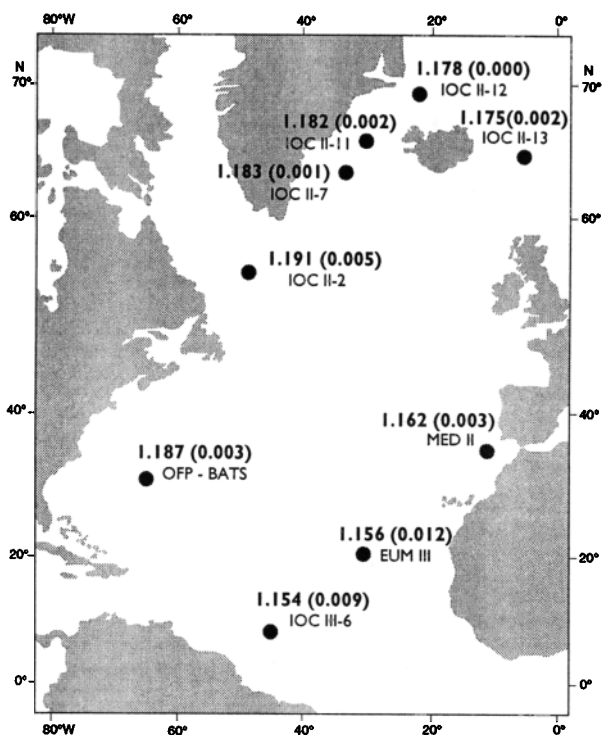 80°W 60° 40° 20° 0°
N N
70° 70°
1.178 (0.000)
IOC II-12
1.182 (0.002)
IOC II-11
1.175(0.002)
IOC II-13
1.183 (0.001)
IOC II-7
60° 60°
1.191 (0.005)
IOC II-2
40° 40°
1.162 (0.003)
MED II
1.187 (0.003)
OFP - BATS
1.156 (0.012)
EUM III
20° 20°
1.154 (0.009)
IOC III-6
N N
0° 0°
80°W 60° 40° 20° 0°